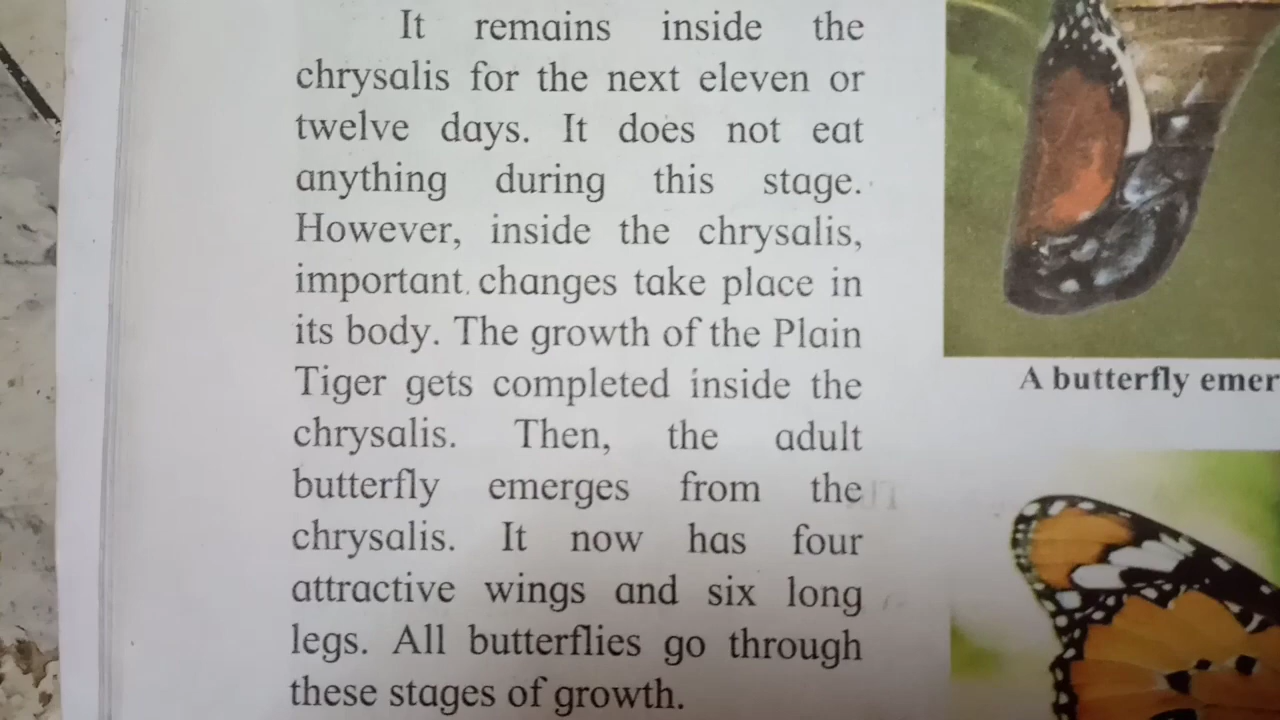 It remains inside the
chrysalis for the next eleven or
twelve days. It does not eat
anything during this stage.
However, inside the chrysalis,
important changes take place in
its body. The growth of the Plain
Tiger gets completed inside the
chrysalis. Then, the adult
butterfly emerges from the
chrysalis. It now has four
attractive wings and six long
legs. All butterflies go through
these stages of growth.
A butterfly emer